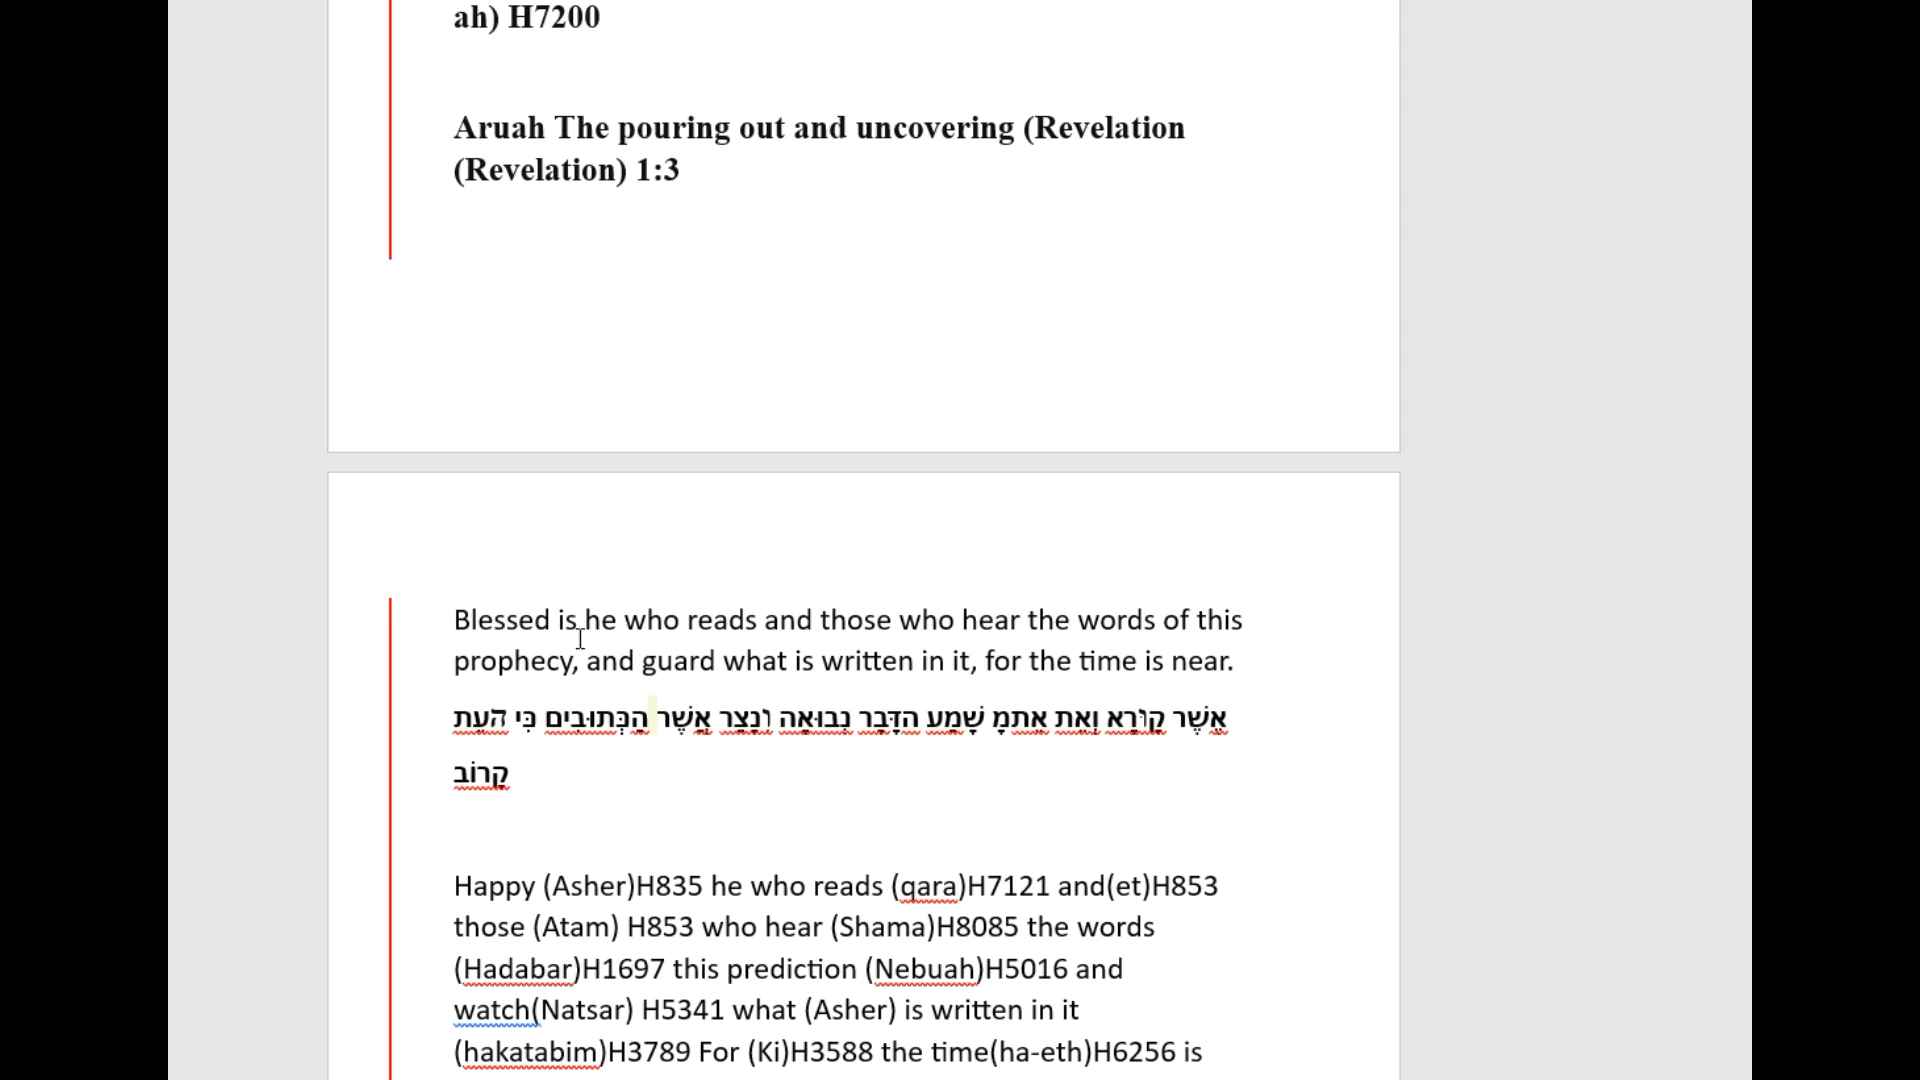 ah) H7200
Aruah The pouring out and uncovering (Revelation
(Revelation) 1:3
Blessed is he who reads and those who hear the words of this
prophecy, and guard what is written in it, for the time is near.
אֱשֶׁר קָוֹרָא וְאֵת אֵתמָ שָׁמַע הדָּבָר נְבוּאָה וֹנָצַר אֲשֶׁר הַכְּתוּבִים כִּי הֹעֵת
קָרוֹב
Happy (Asher)H835 he who reads (qara)H7121 and(et)H853
those (Atam) H853 who hear (Shama)H8085 the words
(Hadabar)H1697 this prediction (Nebuah)H5016 and
watch(Natsar) H5341 what (Asher) is written in it
(hakatabim)H3789 For (Ki)H3588 the time(ha-eth)H6256 is